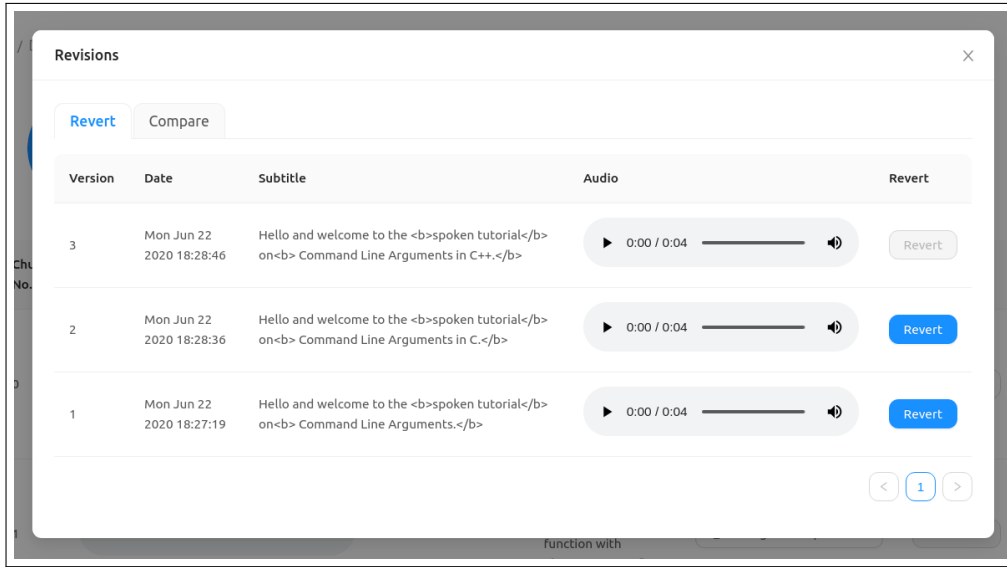 Revisions
Revert Compare
Version Date Subtitle Audio Revert
3 Mon Jun 22 2020 18:28:46 Hello and welcome to the <b>spoken tutorial</b> on<b> Command Line Arguments in C++.</b> 0:00 / 0:04 Revert
2 Mon Jun 22 2020 18:28:36 Hello and welcome to the <b>spoken tutorial</b> on<b> Command Line Arguments in C.</b> 0:00 / 0:04 Revert
1 Mon Jun 22 2020 18:27:19 Hello and welcome to the <b>spoken tutorial</b> on<b> Command Line Arguments.</b> 0:00 / 0:04 Revert
< 1 >
No.
function with